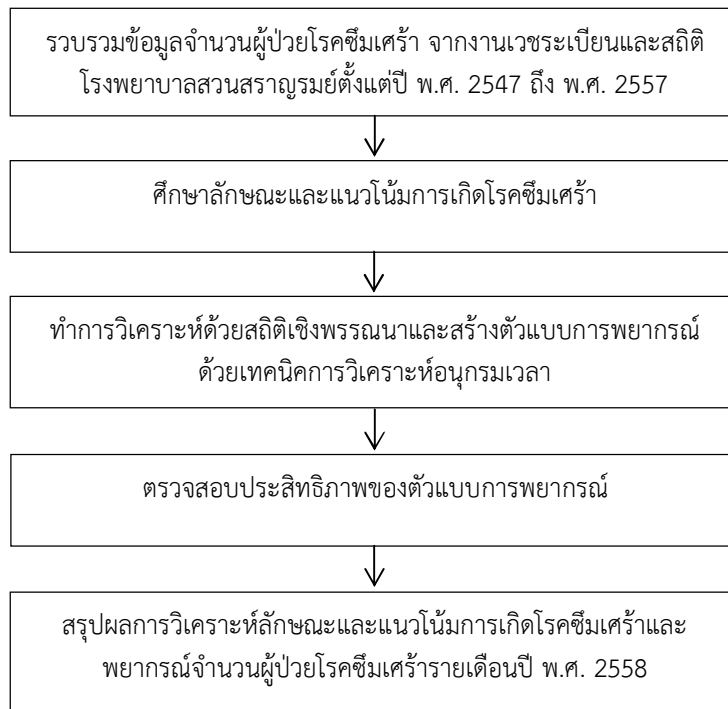 รวบรวมข้อมูลจำนวนผู้ป่วยโรคซึมเศร้า จากงานเวชระเบียนและสถิติ
โรงพยาบาลสวนสราญรมย์ตั้งแต่ปี พ.ศ. 2547 ถึง พ.ศ. 2557
ศึกษาลักษณะและแนวโน้มการเกิดโรคซึมเศร้า
ทำการวิเคราะห์ด้วยสถิติเชิงพรรณนาและสร้างตัวแบบการพยากรณ์
ด้วยเทคนิคการวิเคราะห์อนุกรมเวลา
ตรวจสอบประสิทธิภาพของตัวแบบการพยากรณ์
สรุปผลการวิเคราะห์ลักษณะและแนวโน้มการเกิดโรคซึมเศร้าและ
พยากรณ์จำนวนผู้ป่วยโรคซึมเศร้ารายเดือนปี พ.ศ. 2558